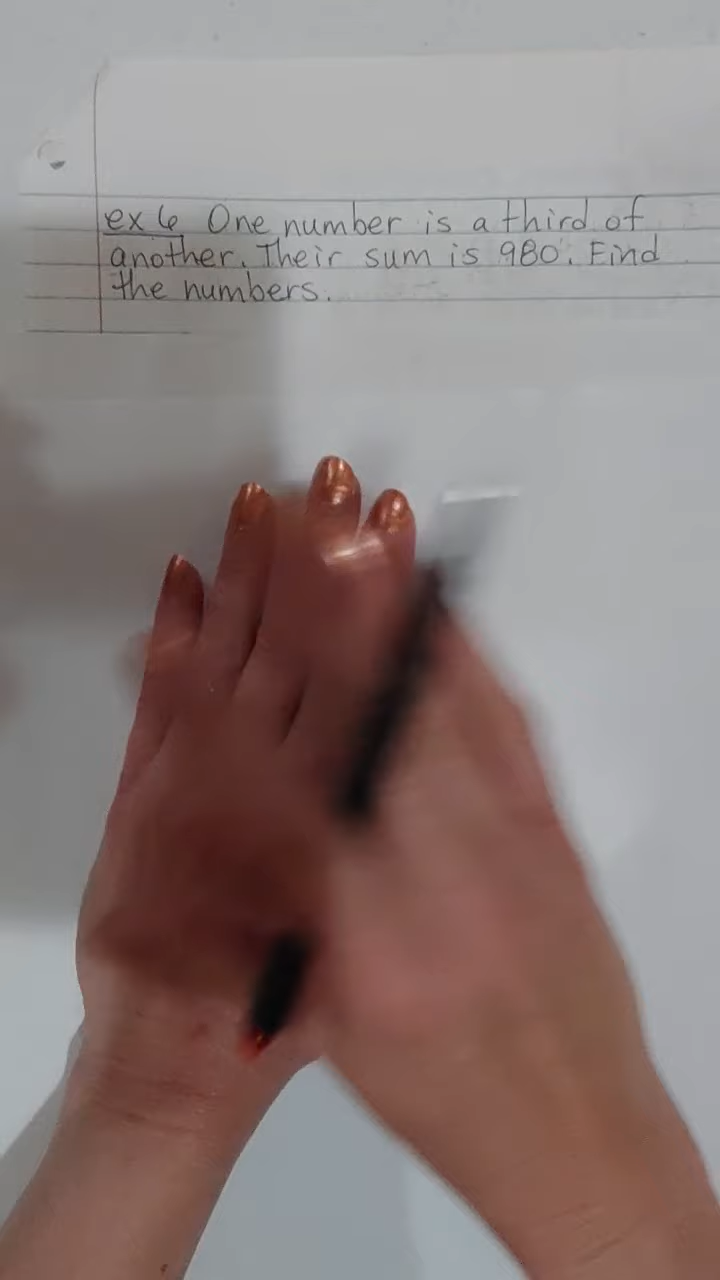 ex 6 One number is a third of
another. Their sum is 980. Find
the numbers.